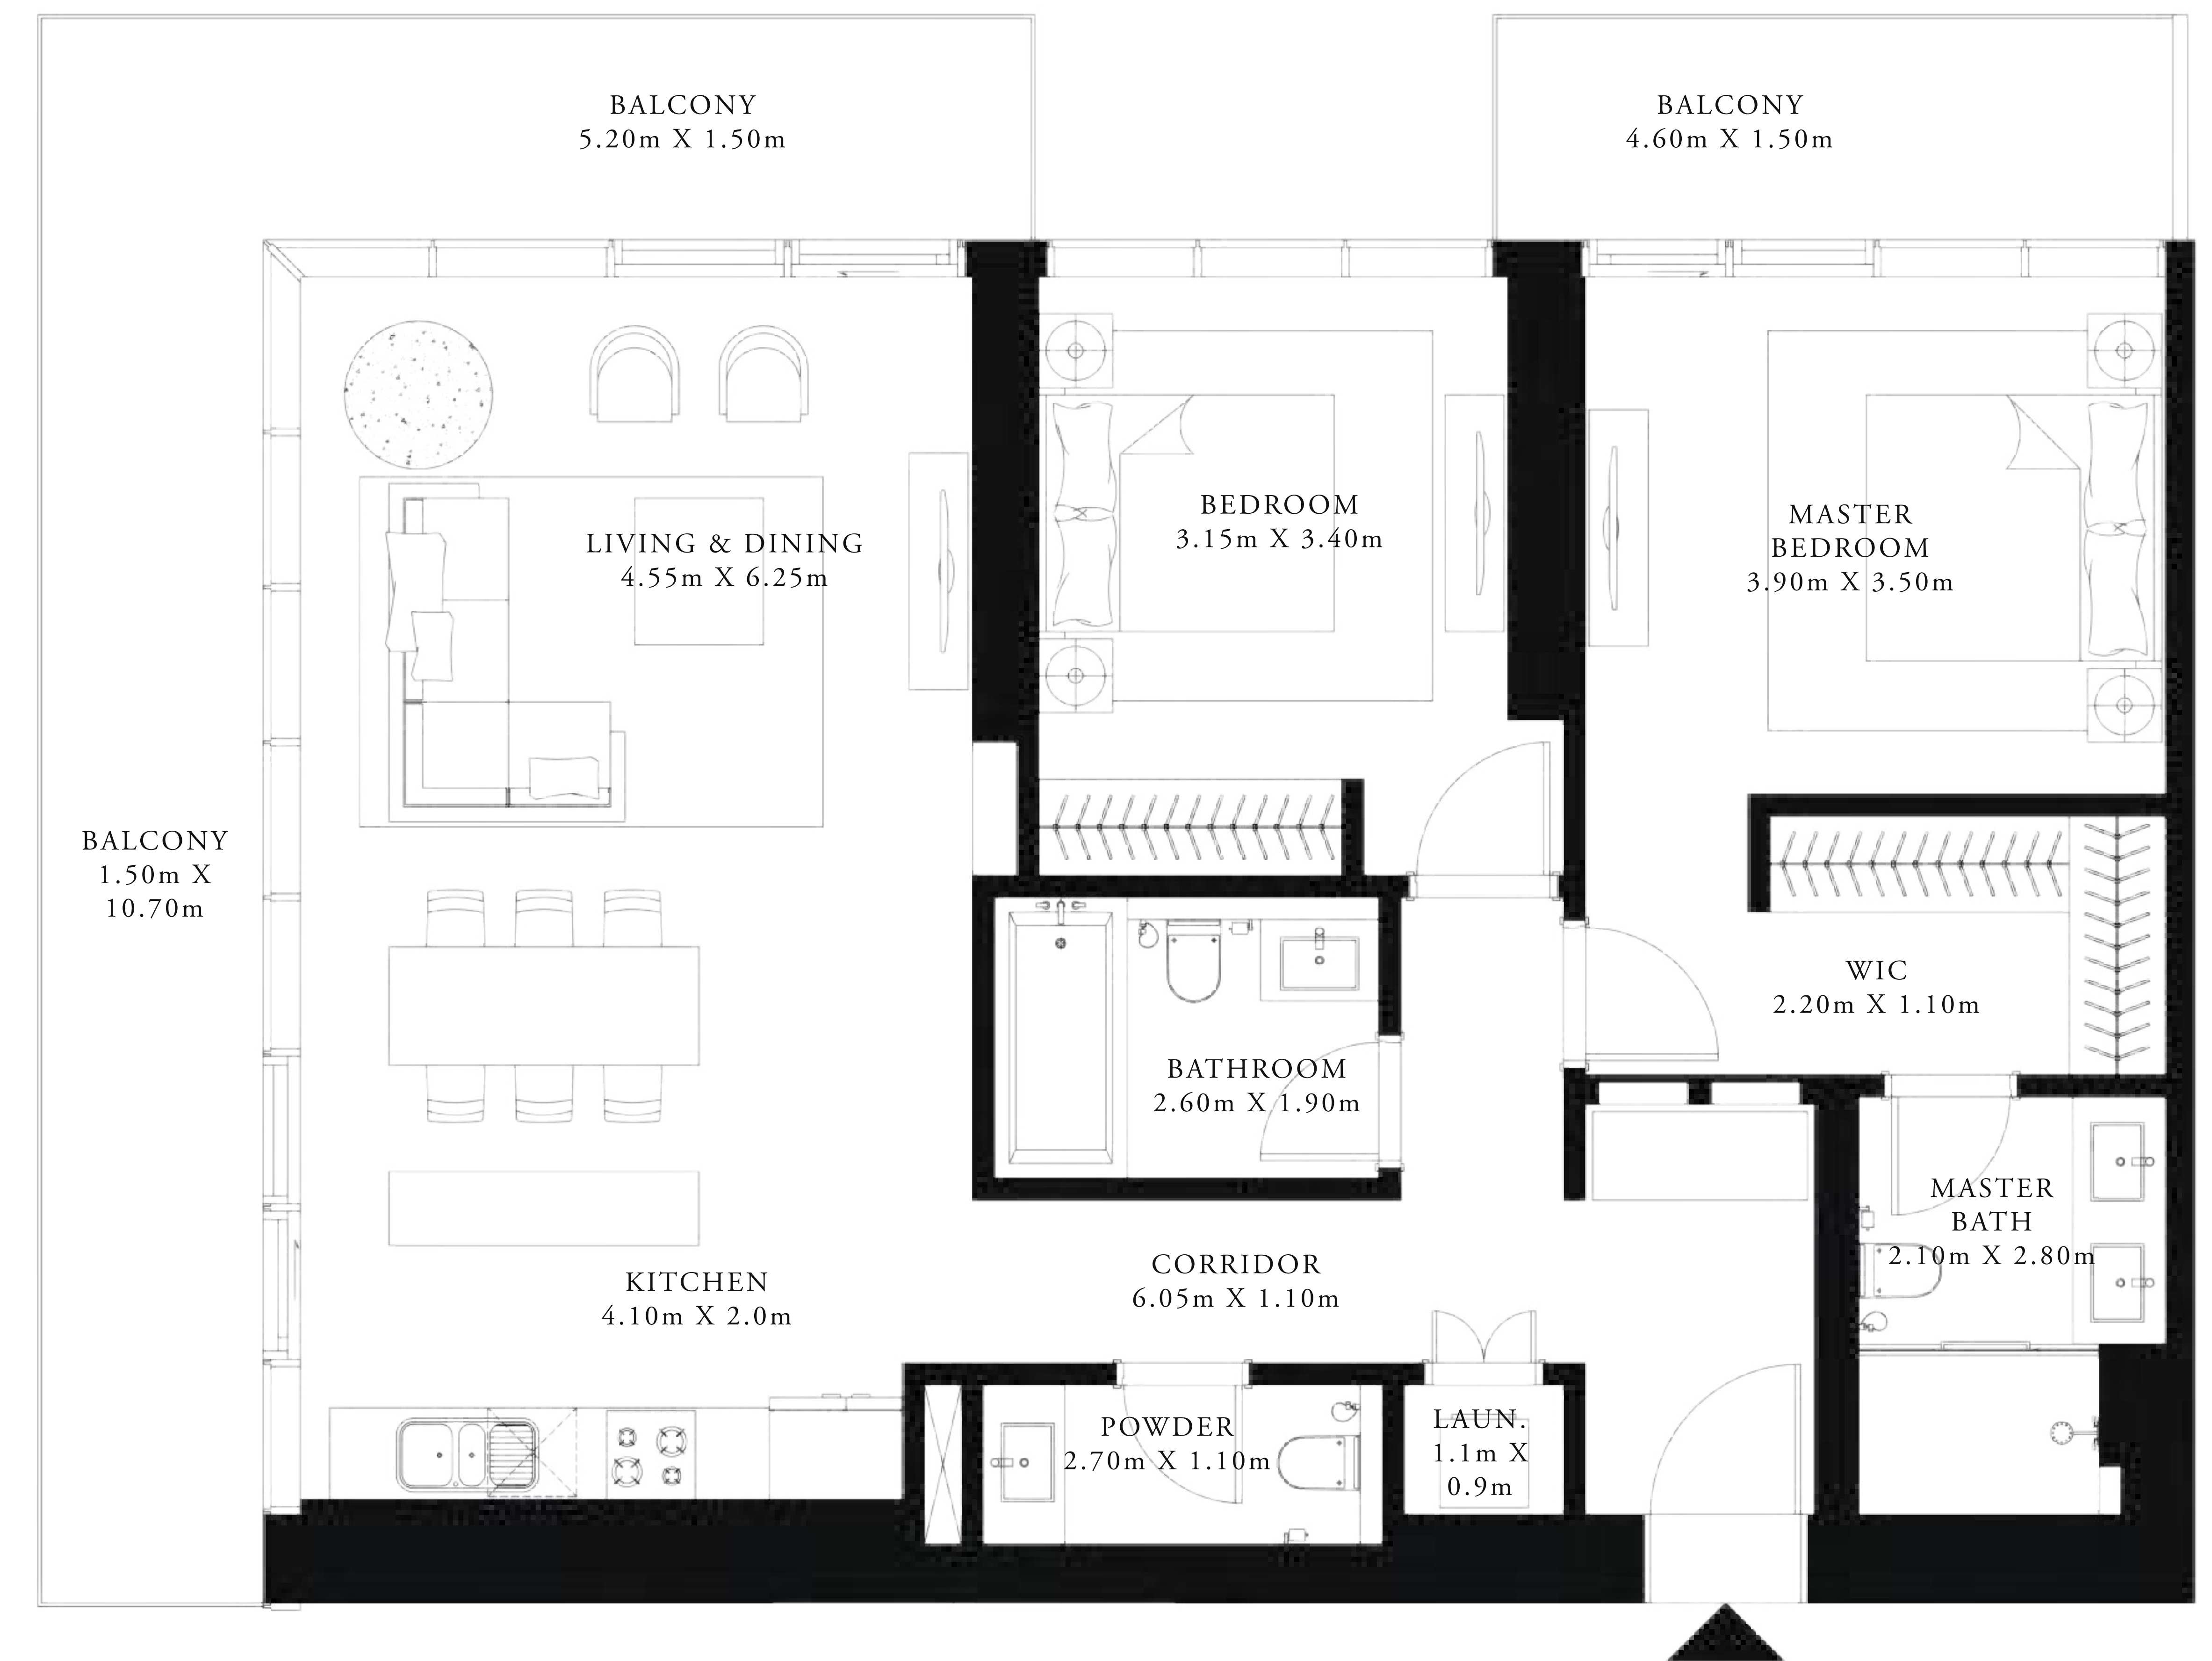 BALCONY
5.20m X 1.50m
BALCONY
4.60m X 1.50m
BEDROOM
3.15m X 3.40m
MASTER
BEDROOM
3.90m X 3.50m
LIVING & DINING
4.55m X 6.25m
BALCONY
1.50m X
10.70m
WIC
2.20m X 1.10m
BATHROOM
2.60m X 1.90m
MASTER
BATH
2.10m X 2.80m
CORRIDOR
6.05m X 1.10m
KITCHEN
4.10m X 2.0m
POWDER
2.70m X 1.10m
LAUN.
1.1m X
0.9m